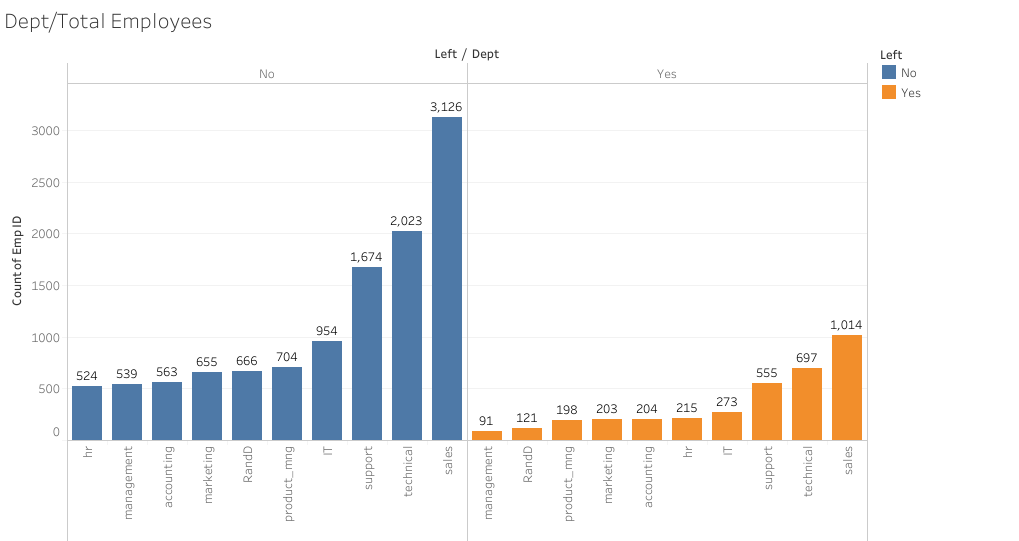 Dept/Total Employees
Left / Dept
No
Yes
Left
No
Yes
Count of Emp ID
3000
2500
2000
1500
1000
500
0
524
539
563
655
666
704
954
1,674
2,023
3,126
91
121
198
203
204
215
273
555
697
1,014
hr
management
accounting
marketing
RandD
product_mng
IT
support
technical
sales
management
RandD
product_mng
marketing
accounting
hr
IT
support
technical
sales